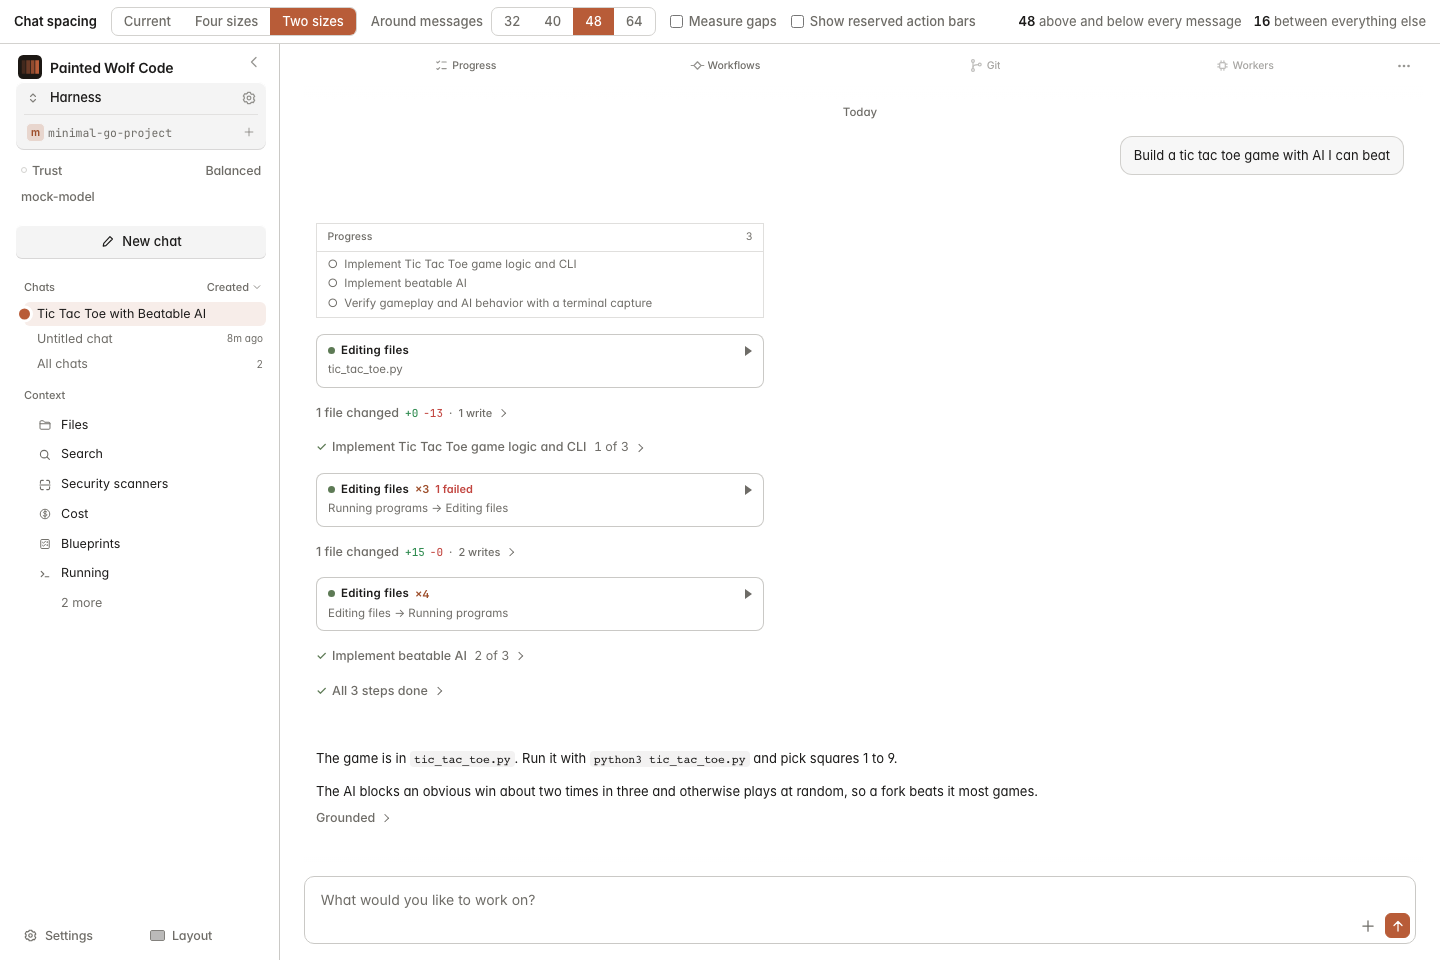 Chat spacing Current Four sizes Two sizes Around messages 32 40 48 64 Measure gaps Show reserved action bars 48 above and below every message 16 between everything else
Painted Wolf Code
Harness
m minimal-go-project
Trust Balanced
mock-model
New chat
Chats Created
Tic Tac Toe with Beatable AI
Untitled chat 8m ago
All chats 2
Context
Files
Search
Security scanners
Cost
Blueprints
Running
2 more
Settings Layout
Progress Workflows Git Workers
Today
Build a tic tac toe game with AI I can beat
Progress 3
Implement Tic Tac Toe game logic and CLI
Implement beatable AI
Verify gameplay and AI behavior with a terminal capture
Editing files
tic_tac_toe.py
1 file changed +0 -13 · 1 write
Implement Tic Tac Toe game logic and CLI 1 of 3
Editing files ×3 1 failed
Running programs → Editing files
1 file changed +15 -0 · 2 writes
Editing files ×4
Editing files → Running programs
Implement beatable AI 2 of 3
All 3 steps done
The game is in tic_tac_toe.py. Run it with python3 tic_tac_toe.py and pick squares 1 to 9.
The AI blocks an obvious win about two times in three and otherwise plays at random, so a fork beats it most games.
Grounded
What would you like to work on?